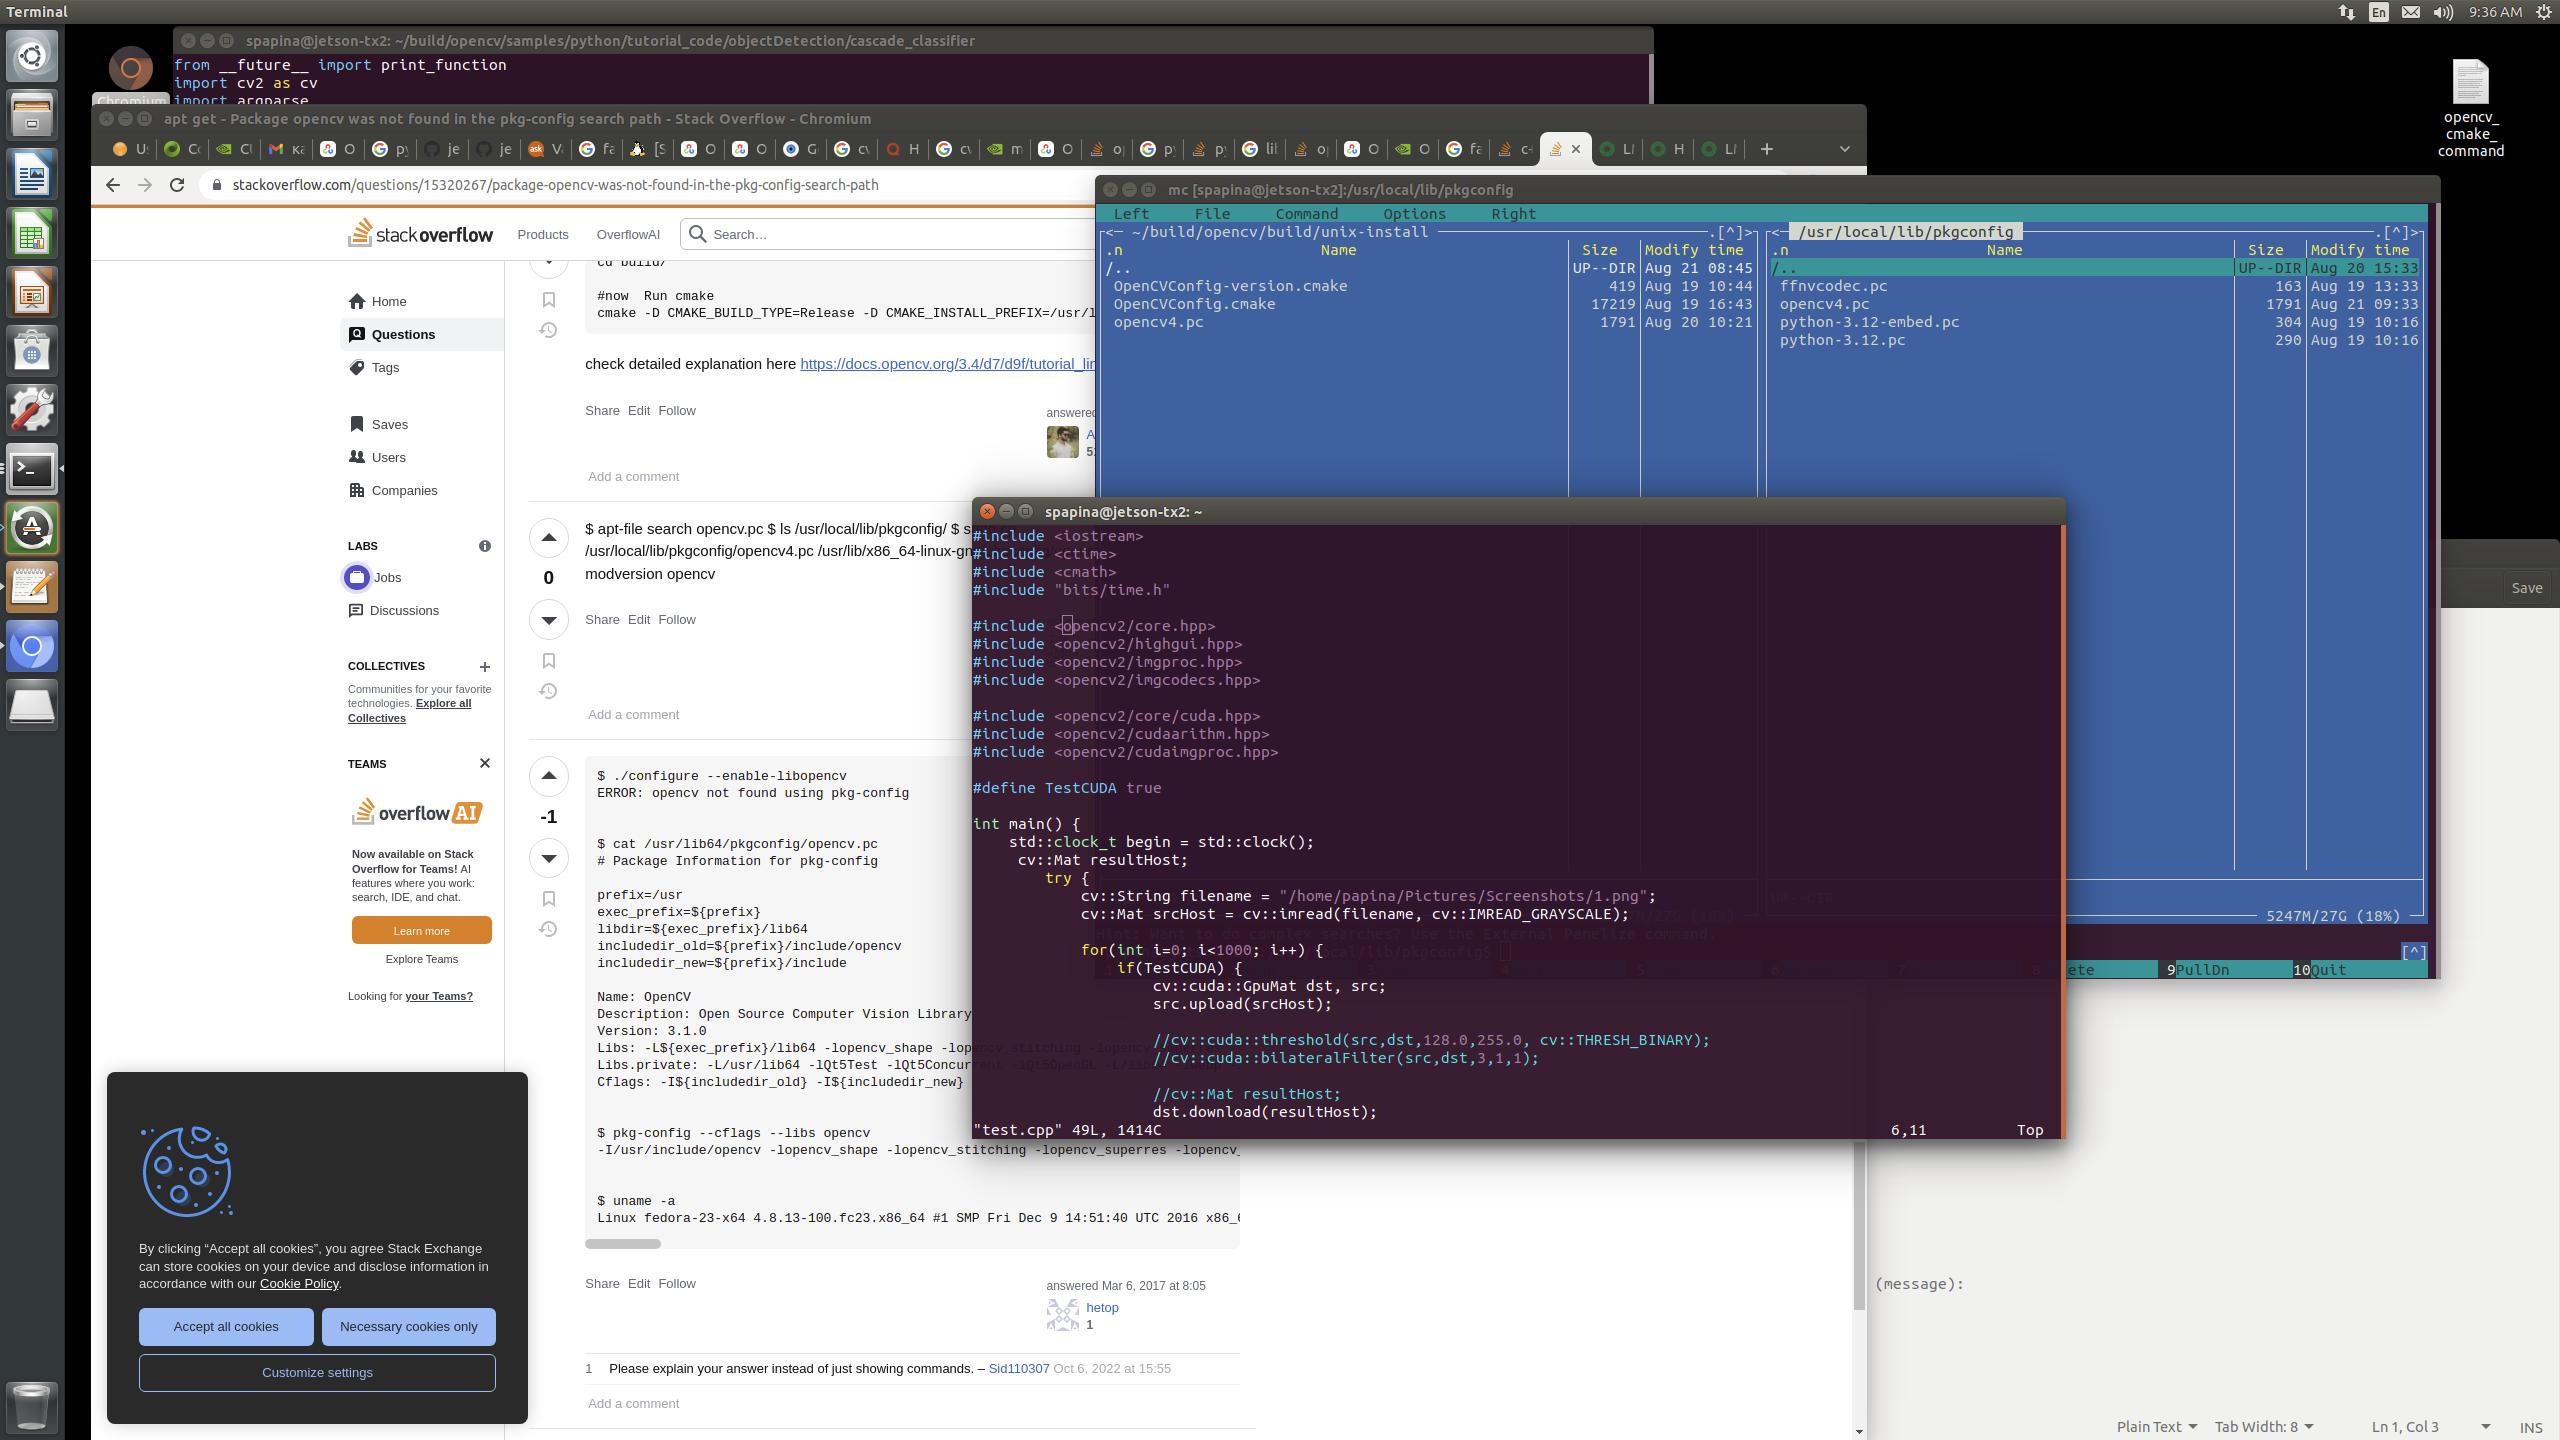 Terminal
En
9:36 AM
spapina@jetson-tx2: ~/build/opencv/samples/python/tutorial_code/objectDetection/cascade_classifier
from __future__ import print_function
import cv2 as cv
import argparse
Chromium
opencv_
cmake_
command
apt get - Package opencv was not found in the pkg-config search path - Stack Overflow - Chromium
stackoverflow.com/questions/15320267/package-opencv-was-not-found-in-the-pkg-config-search-path
stackoverflow
Products
OverflowAI
Search…
Home
Questions
Tags
Saves
Users
Companies
LABS
Jobs
Discussions
COLLECTIVES
Communities for your favorite
technologies. Explore all
Collectives
TEAMS
overflow AI
Now available on Stack
Overflow for Teams! AI
features where you work:
search, IDE, and chat.
Learn more
Explore Teams
Looking for your Teams?
cd build/
#now  Run cmake
cmake -D CMAKE_BUILD_TYPE=Release -D CMAKE_INSTALL_PREFIX=/usr/l
check detailed explanation here https://docs.opencv.org/3.4/d7/d9f/tutorial_lin
Share Edit Follow
answered
Add a comment
$ apt-file search opencv.pc $ ls /usr/local/lib/pkgconfig/ $ s
/usr/local/lib/pkgconfig/opencv4.pc /usr/lib/x86_64-linux-gn
modversion opencv
0
Share Edit Follow
Add a comment
-1
$ ./configure --enable-libopencv
ERROR: opencv not found using pkg-config
$ cat /usr/lib64/pkgconfig/opencv.pc
# Package Information for pkg-config
prefix=/usr
exec_prefix=${prefix}
libdir=${exec_prefix}/lib64
includedir_old=${prefix}/include/opencv
includedir_new=${prefix}/include
Name: OpenCV
Description: Open Source Computer Vision Library
Version: 3.1.0
Libs: -L${exec_prefix}/lib64 -lopencv_shape -lopencv_stitching
Libs.private: -L/usr/lib64 -lQt5Test -lQt5Concurrent -lQt5OpenGL
Cflags: -I${includedir_old} -I${includedir_new}
$ pkg-config --cflags --libs opencv
-I/usr/include/opencv -lopencv_shape -lopencv_stitching -lopencv_superres -lopencv_
$ uname -a
Linux fedora-23-x64 4.8.13-100.fc23.x86_64 #1 SMP Fri Dec 9 14:51:40 UTC 2016 x86_6
Share Edit Follow
answered Mar 6, 2017 at 8:05
hetop
1
1 Please explain your answer instead of just showing commands. – Sid110307 Oct 6, 2022 at 15:55
Add a comment
By clicking “Accept all cookies”, you agree Stack Exchange
can store cookies on your device and disclose information in
accordance with our Cookie Policy.
Accept all cookies
Necessary cookies only
Customize settings
mc [spapina@jetson-tx2]:/usr/local/lib/pkgconfig
Left File Command Options Right
<— ~/build/opencv/build/unix-install .[^]>
.n Name Size Modify time
/.. UP--DIR Aug 21 08:45
OpenCVConfig-version.cmake 419 Aug 19 10:44
OpenCVConfig.cmake 17219 Aug 19 16:43
opencv4.pc 1791 Aug 20 10:21
<— /usr/local/lib/pkgconfig .[^]>
.n Name Size Modify time
/.. UP--DIR Aug 20 15:33
ffnvcodec.pc 163 Aug 19 13:33
opencv4.pc 1791 Aug 21 09:33
python-3.12-embed.pc 304 Aug 19 10:16
python-3.12.pc 290 Aug 19 10:16
5247M/27G (18%)
Hint: Want to do complex searches? Use the External Panelize command.
[^]
ete 9PullDn 10Quit
spapina@jetson-tx2: ~
#include <iostream>
#include <ctime>
#include <cmath>
#include "bits/time.h"
#include <opencv2/core.hpp>
#include <opencv2/highgui.hpp>
#include <opencv2/imgproc.hpp>
#include <opencv2/imgcodecs.hpp>
#include <opencv2/core/cuda.hpp>
#include <opencv2/cudaarithm.hpp>
#include <opencv2/cudaimgproc.hpp>
#define TestCUDA true
int main() {
std::clock_t begin = std::clock();
cv::Mat resultHost;
try {
cv::String filename = "/home/papina/Pictures/Screenshots/1.png";
cv::Mat srcHost = cv::imread(filename, cv::IMREAD_GRAYSCALE);
for(int i=0; i<1000; i++) {
if(TestCUDA) {
cv::cuda::GpuMat dst, src;
src.upload(srcHost);
//cv::cuda::threshold(src,dst,128.0,255.0, cv::THRESH_BINARY);
//cv::cuda::bilateralFilter(src,dst,3,1,1);
//cv::Mat resultHost;
dst.download(resultHost);
"test.cpp" 49L, 1414C 6,11 Top
Save
(message):
Plain Text Tab Width: 8 Ln 1, Col 3 INS